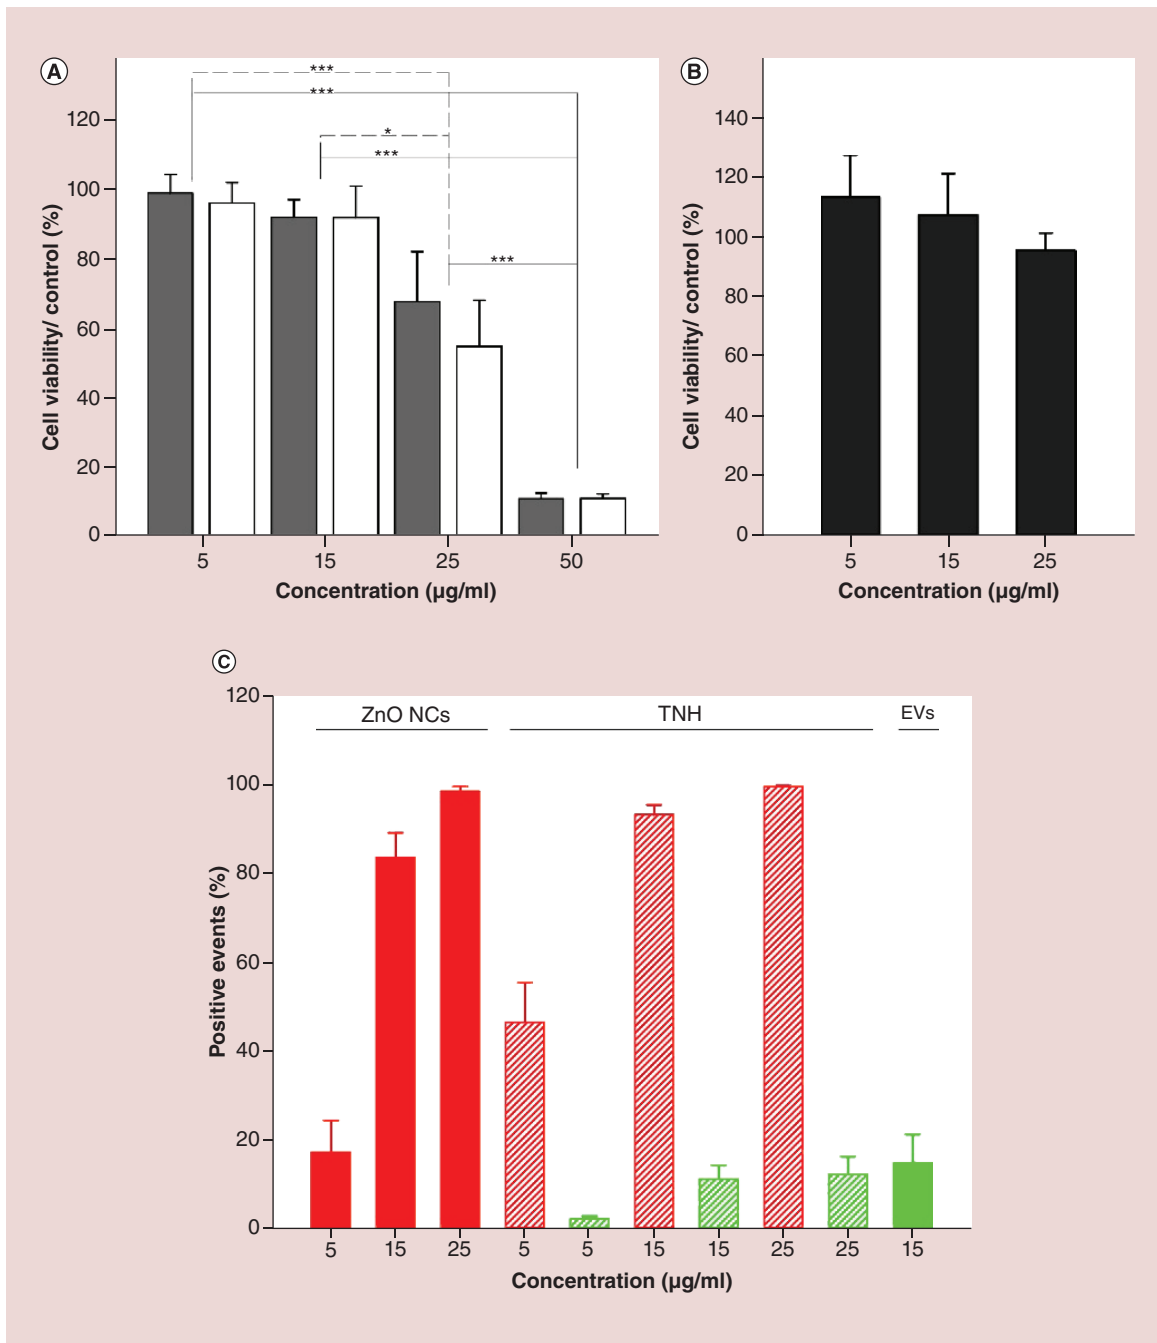 A
***
***
*
***
***
120
100
80
60
40
20
0
Cell viability/ control (%)
5 15 25 50
Concentration (µg/ml)
B
140
120
100
80
60
40
20
0
Cell viability/ control (%)
5 15 25
Concentration (µg/ml)
C
120
100
80
60
40
20
0
Positive events (%)
ZnO NCs TNH EVs
5 15 25 5 5 15 15 25 25 15
Concentration (µg/ml)